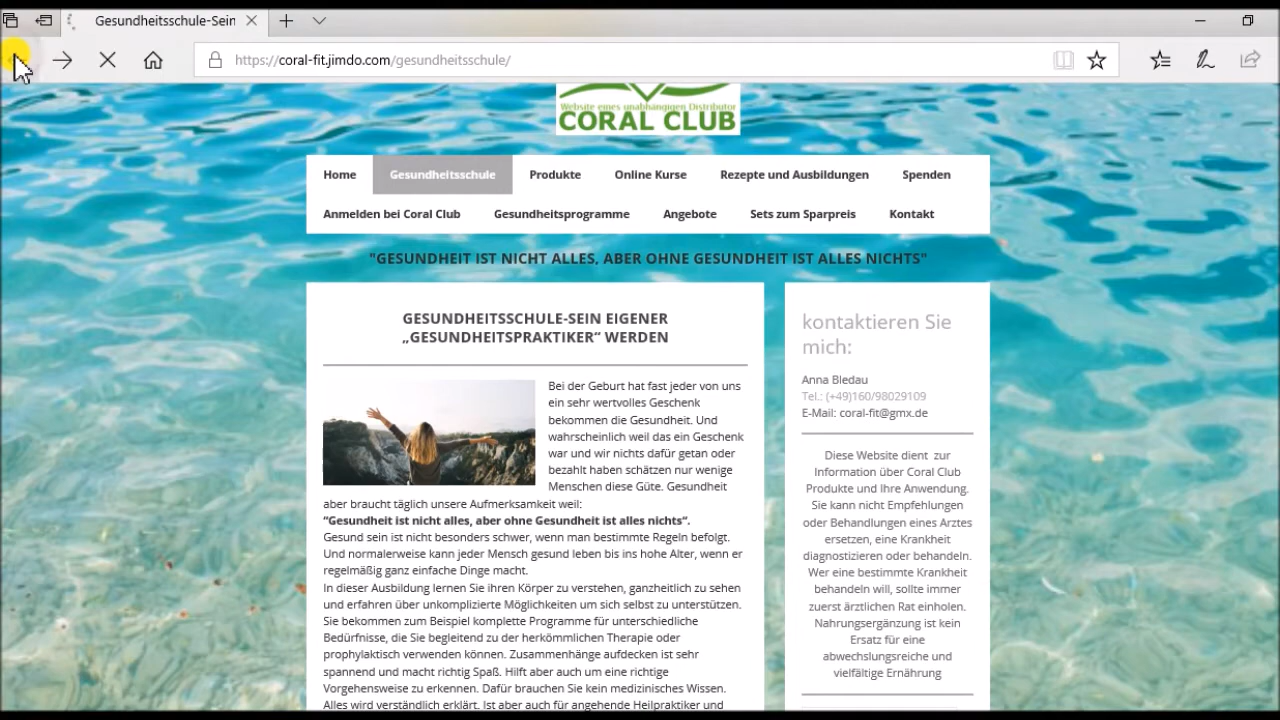 Gesundheitsschule-Sein
https://coral-fit.jimdo.com/gesundheitsschule/
Website eines unabhängigen Distributor
CORAL CLUB
Home Gesundheitsschule Produkte Online Kurse Rezepte und Ausbildungen Spenden
Anmelden bei Coral Club Gesundheitsprogramme Angebote Sets zum Sparpreis Kontakt
"GESUNDHEIT IST NICHT ALLES, ABER OHNE GESUNDHEIT IST ALLES NICHTS"
GESUNDHEITSSCHULE-SEIN EIGENER
„GESUNDHEITSPRAKTIKER“ WERDEN
Bei der Geburt hat fast jeder von uns
ein sehr wertvolles Geschenk
bekommen die Gesundheit. Und
wahrscheinlich weil das ein Geschenk
war und wir nichts dafür getan oder
bezahlt haben schätzen nur wenige
Menschen diese Güte. Gesundheit
aber braucht täglich unsere Aufmerksamkeit weil:
“Gesundheit ist nicht alles, aber ohne Gesundheit ist alles nichts“.
Gesund sein ist nicht besonders schwer, wenn man bestimmte Regeln befolgt.
Und normalerweise kann jeder Mensch gesund leben bis ins hohe Alter, wenn er
regelmäßig ganz einfache Dinge macht.
In dieser Ausbildung lernen Sie ihren Körper zu verstehen, ganzheitlich zu sehen
und erfahren über unkomplizierte Möglichkeiten um sich selbst zu unterstützen.
Sie bekommen zum Beispiel komplette Programme für unterschiedliche
Bedürfnisse, die Sie begleitend zu der herkömmlichen Therapie oder
prophylaktisch verwenden können. Zusammenhänge aufdecken ist sehr
spannend und macht richtig Spaß. Hilft aber auch um eine richtige
Vorgehensweise zu erkennen. Dafür brauchen Sie kein medizinisches Wissen.
Alles wird verständlich erklärt. Ist aber auch für angehende Heilpraktiker und
kontaktieren Sie
mich:
Anna Bledau
Tel.: (+49)160/98029109
E-Mail: coral-fit@gmx.de
Diese Website dient zur
Information über Coral Club
Produkte und Ihre Anwendung.
Sie kann nicht Empfehlungen
oder Behandlungen eines Arztes
ersetzen, eine Krankheit
diagnostizieren oder behandeln.
Wer eine bestimmte Krankheit
behandeln will, sollte immer
zuerst ärztlichen Rat einholen.
Nahrungsergänzung ist kein
Ersatz für eine
abwechslungsreiche und
vielfältige Ernährung